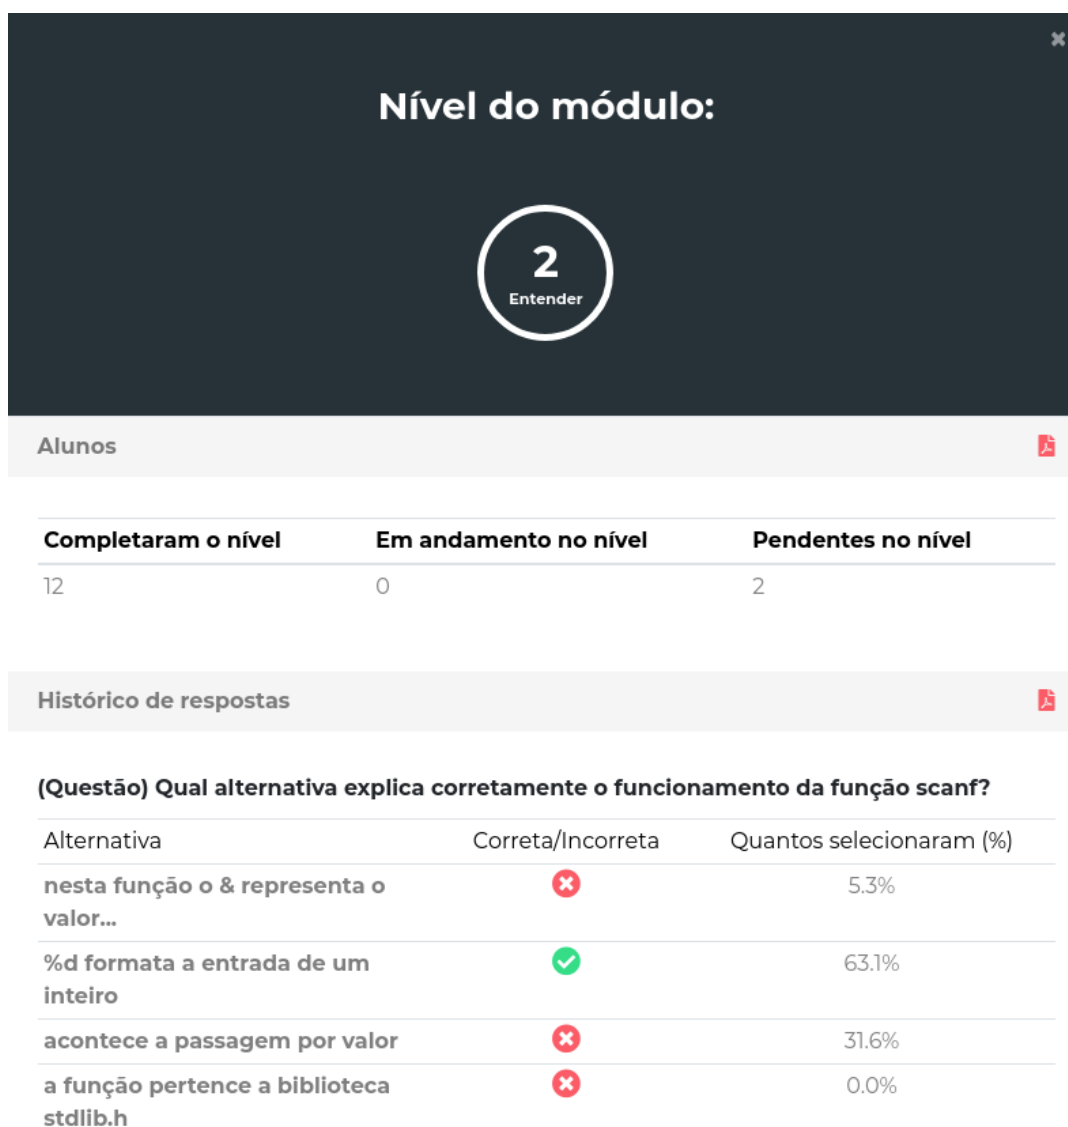 Nível do módulo:
2
Entender
Alunos
Completaram o nível Em andamento no nível Pendentes no nível
12 0 2
Histórico de respostas
(Questão) Qual alternativa explica corretamente o funcionamento da função scanf?
Alternativa Correta/Incorreta Quantos selecionaram (%)
nesta função o & representa o 5.3%
valor...
%d formata a entrada de um 63.1%
inteiro
acontece a passagem por valor 31.6%
a função pertence a biblioteca 0.0%
stdlib.h